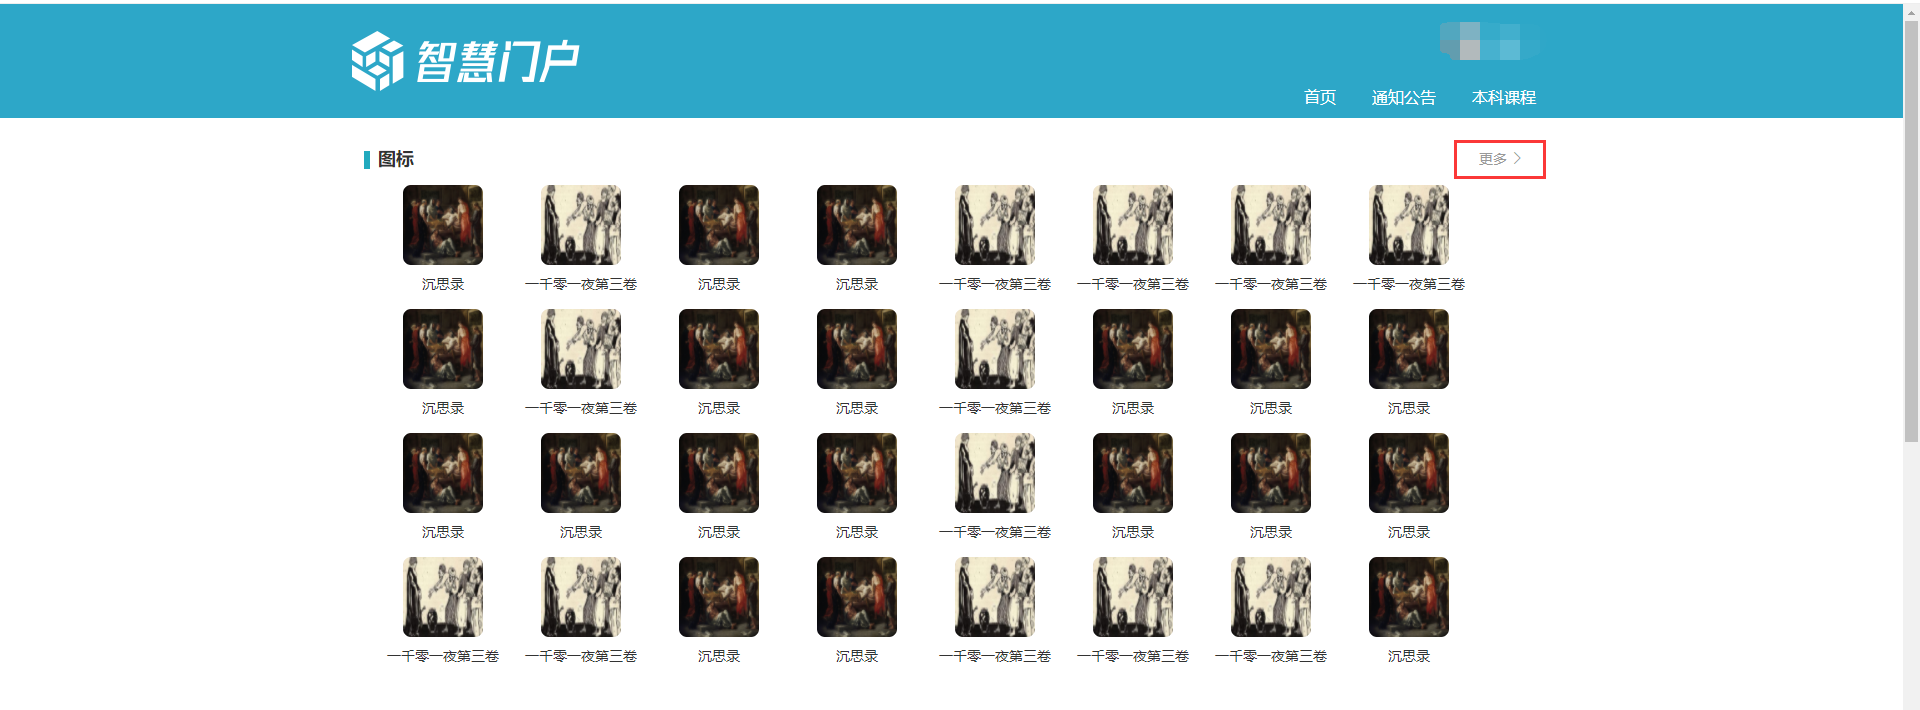 智慧门户
首页 通知公告 本科课程
图标 更多
沉思录 一千零一夜第三卷 沉思录 沉思录 一千零一夜第三卷 一千零一夜第三卷 一千零一夜第三卷 一千零一夜第三卷
沉思录 一千零一夜第三卷 沉思录 沉思录 一千零一夜第三卷 沉思录 沉思录 沉思录
沉思录 沉思录 沉思录 沉思录 一千零一夜第三卷 沉思录 沉思录 沉思录
一千零一夜第三卷 一千零一夜第三卷 沉思录 沉思录 一千零一夜第三卷 一千零一夜第三卷 一千零一夜第三卷 沉思录